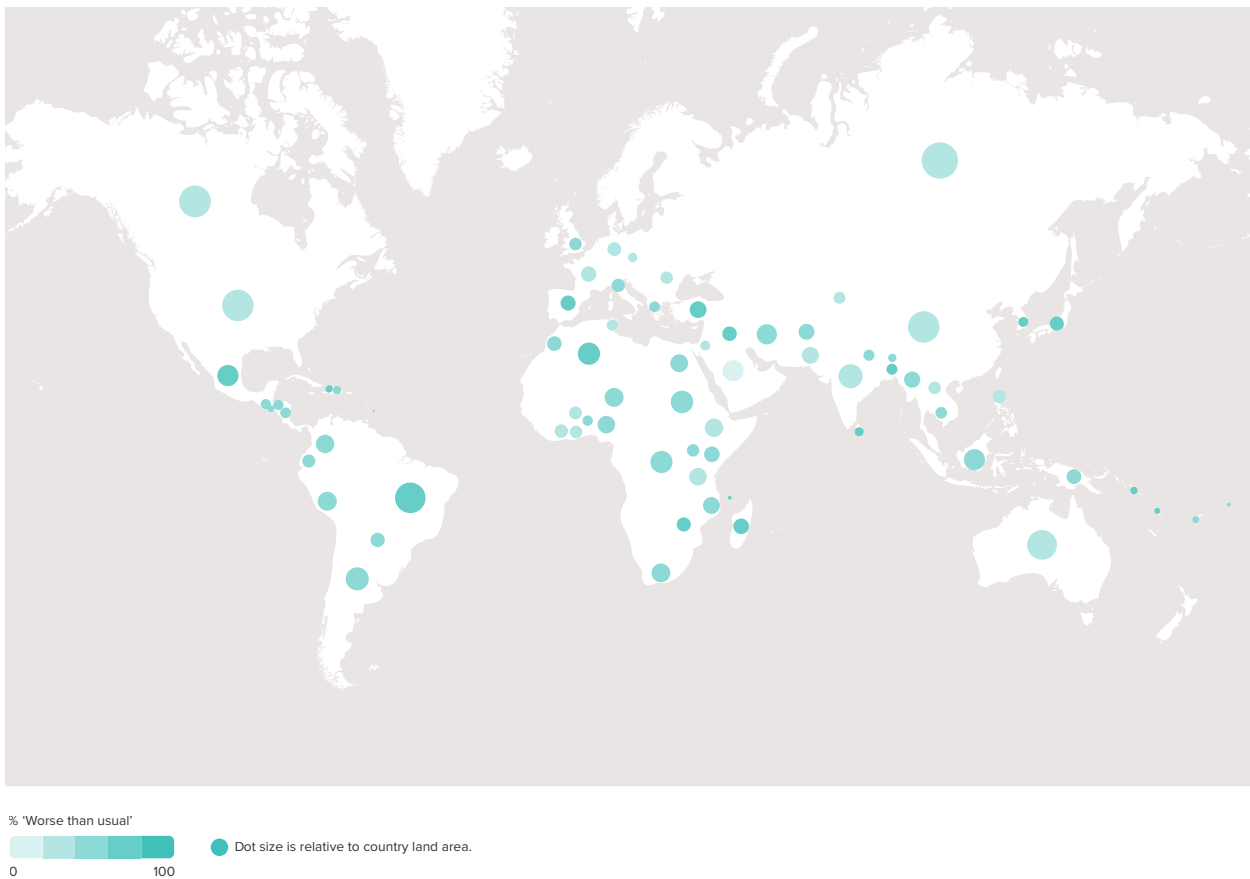 % ‘Worse than usual’
Dot size is relative to country land area.
0
100